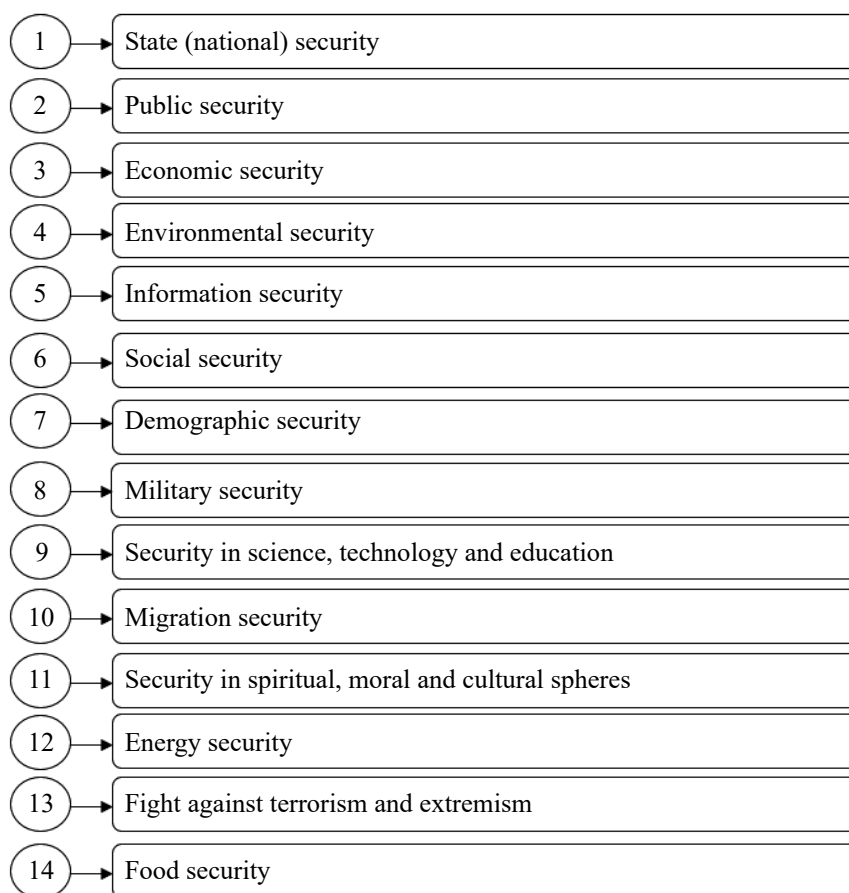 1 State (national) security
2 Public security
3 Economic security
4 Environmental security
5 Information security
6 Social security
7 Demographic security
8 Military security
9 Security in science, technology and education
10 Migration security
11 Security in spiritual, moral and cultural spheres
12 Energy security
13 Fight against terrorism and extremism
14 Food security